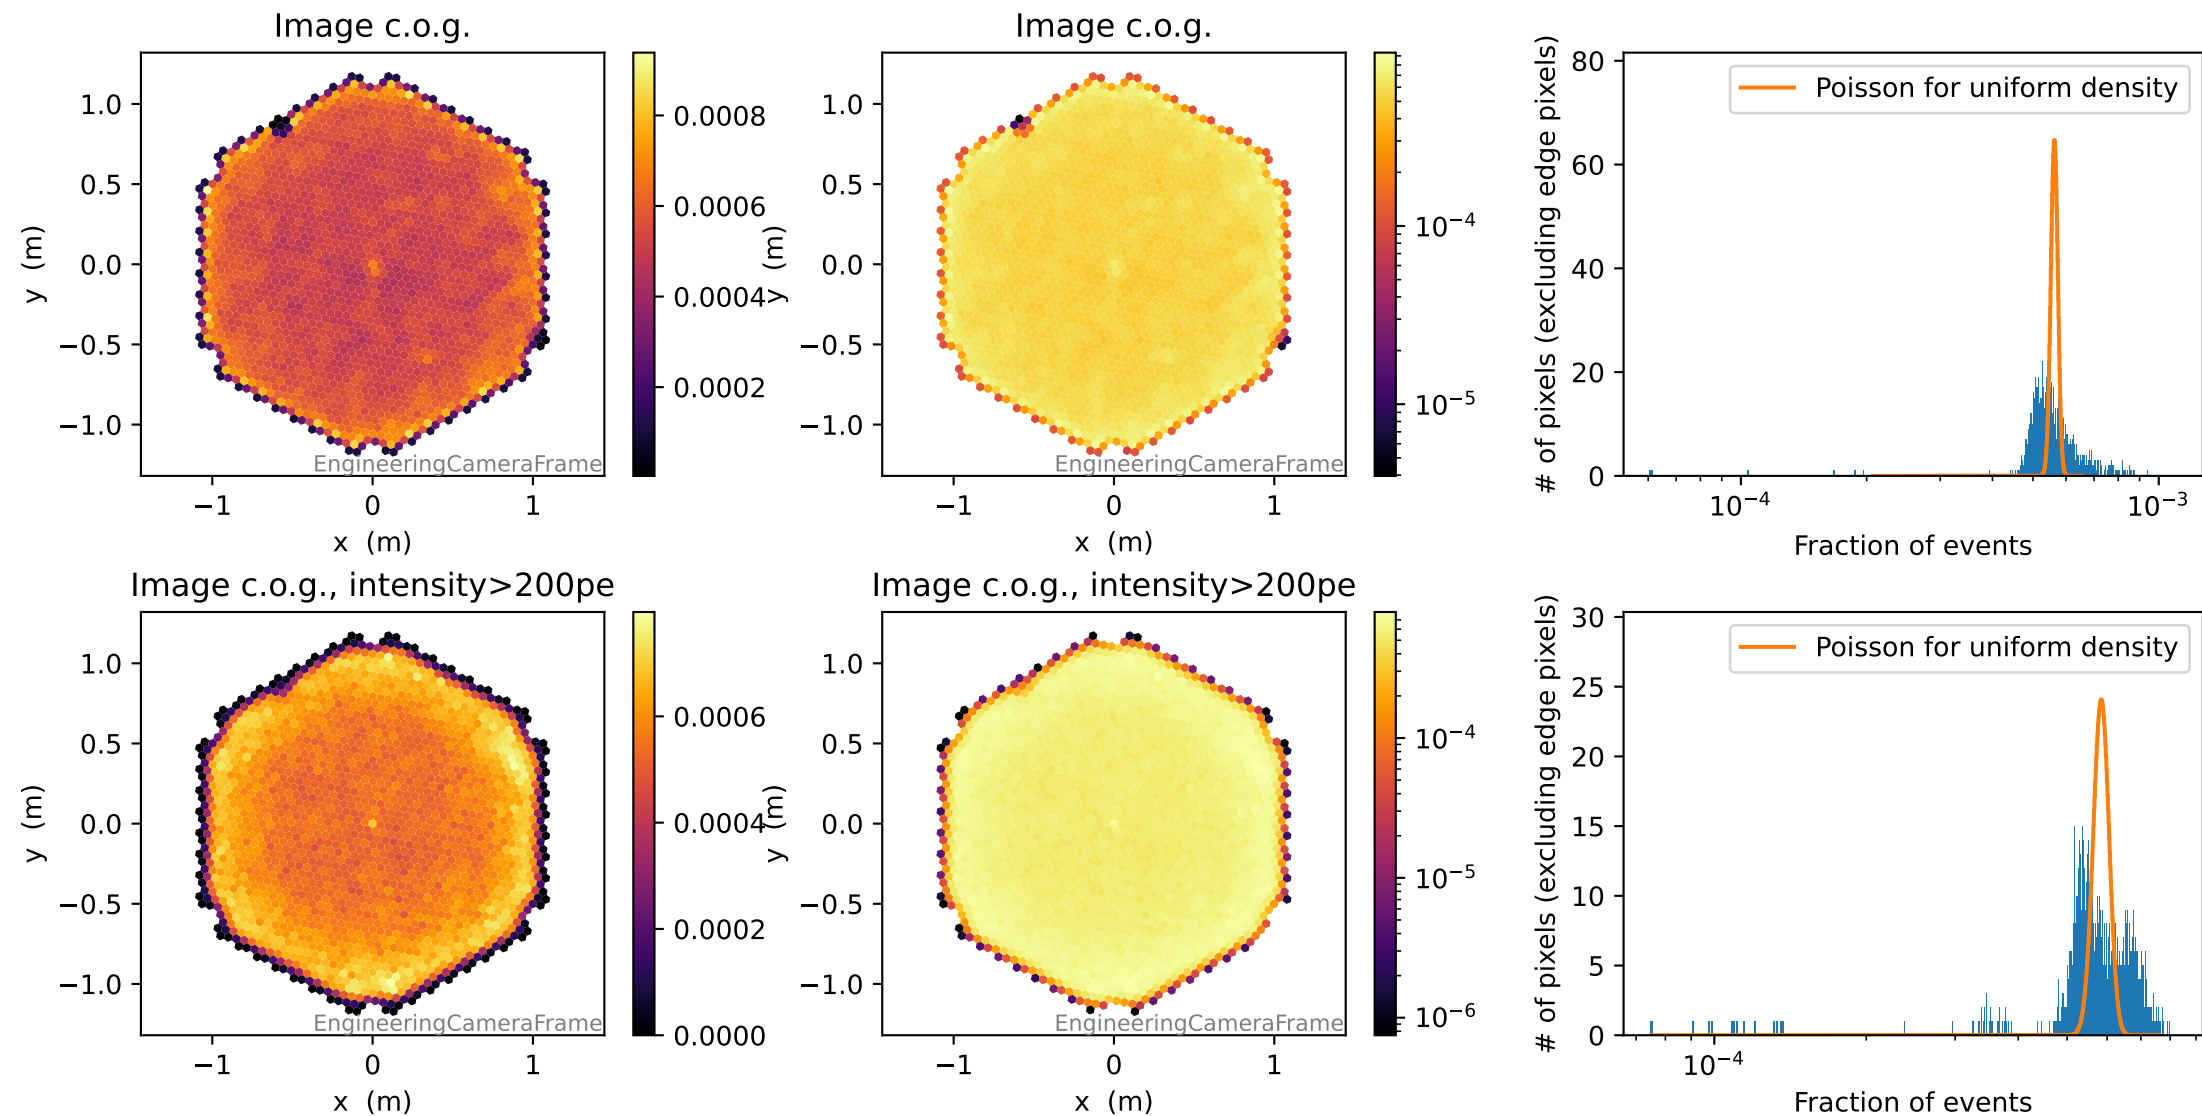 Image c.o.g.
1.0
0.5
0.0
−0.5
−1.0
y (m)
−1
0
1
x (m)
EngineeringCameraFrame
0.0008
0.0006
0.0004
0.0002
Image c.o.g.
1.0
0.5
0.0
−0.5
−1.0
y (m)
−1
0
1
x (m)
EngineeringCameraFrame
10⁻⁴
10⁻⁵
# of pixels (excluding edge pixels)
80
60
40
20
0
Poisson for uniform density
10⁻⁴
10⁻³
Fraction of events
Image c.o.g., intensity>200pe
1.0
0.5
0.0
−0.5
−1.0
y (m)
−1
0
1
x (m)
EngineeringCameraFrame
0.0006
0.0004
0.0002
0.0000
Image c.o.g., intensity>200pe
1.0
0.5
0.0
−0.5
−1.0
y (m)
−1
0
1
x (m)
EngineeringCameraFrame
10⁻⁴
10⁻⁵
10⁻⁶
# of pixels (excluding edge pixels)
30
25
20
15
10
5
0
Poisson for uniform density
10⁻⁴
Fraction of events